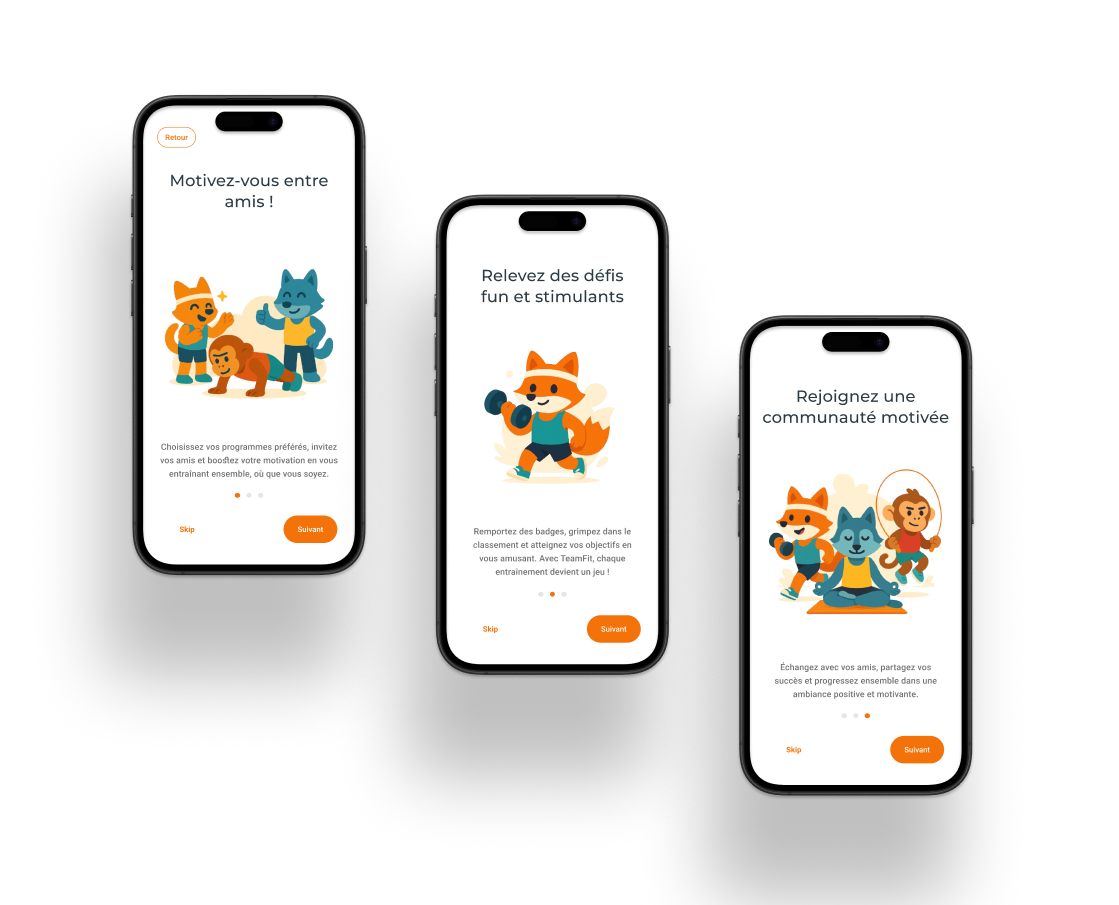 Retour
Motivez-vous entre
amis !
Choisissez vos programmes préférés, invitez
vos amis et boostez votre motivation en vous
entraînant ensemble, où que vous soyez.
Skip
Suivant
Relevez des défis
fun et stimulants
Remportez des badges, grimpez dans le
classement et atteignez vos objectifs en
vous amusant. Avec TeamFit, chaque
entraînement devient un jeu !
Skip
Suivant
Rejoignez une
communauté motivée
Échangez avec vos amis, partagez vos
succès et progressez ensemble dans une
ambiance positive et motivante.
Skip
Suivant